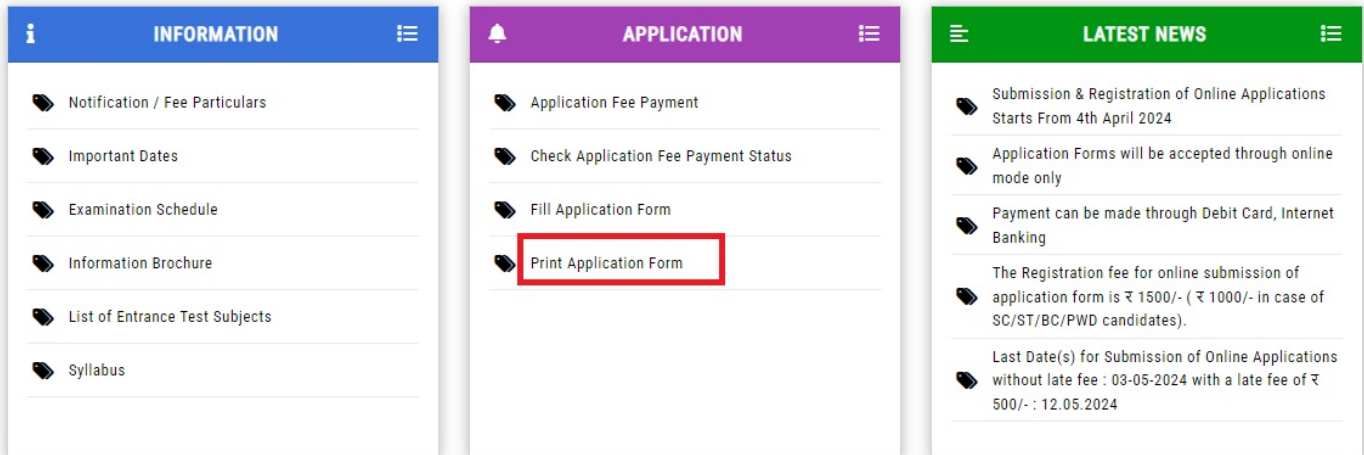 INFORMATION
Notification / Fee Particulars
Important Dates
Examination Schedule
Information Brochure
List of Entrance Test Subjects
Syllabus
APPLICATION
Application Fee Payment
Check Application Fee Payment Status
Fill Application Form
Print Application Form
LATEST NEWS
Submission & Registration of Online Applications
Starts From 4th April 2024
Application Forms will be accepted through online
mode only
Payment can be made through Debit Card, Internet
Banking
The Registration fee for online submission of
application form is ₹ 1500/- ( ₹ 1000/- in case of
SC/ST/BC/PWD candidates).
Last Date(s) for Submission of Online Applications
without late fee : 03-05-2024 with a late fee of ₹
500/- : 12.05.2024